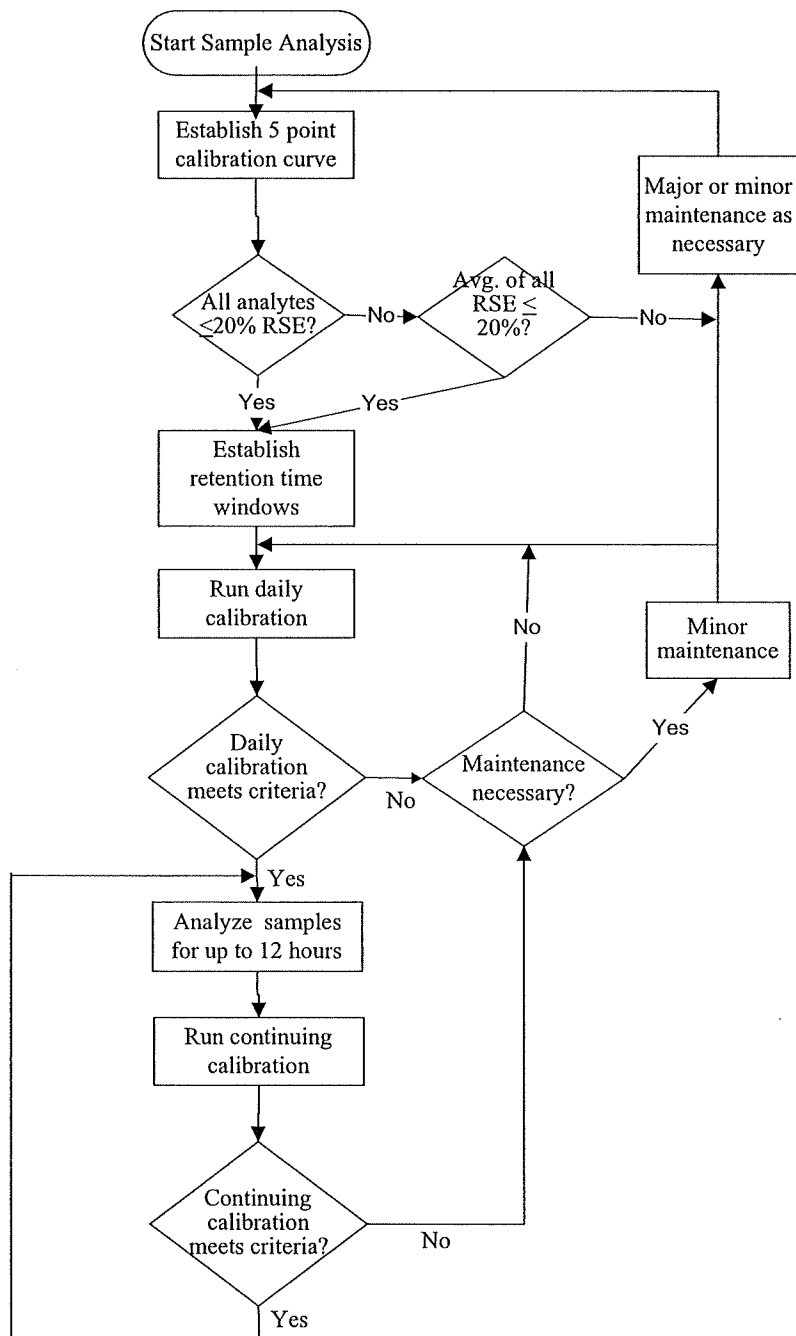 Start Sample Analysis
Establish 5 point
calibration curve
Major or minor
maintenance as
necessary
All analytes
≤20% RSE?
No
Avg. of all
RSE ≤
20%?
No
Yes
Yes
Establish
retention time
windows
Run daily
calibration
No
Minor
maintenance
Yes
Daily
calibration
meets criteria?
No
Maintenance
necessary?
Yes
Analyze samples
for up to 12 hours
Run continuing
calibration
Continuing
calibration
meets criteria?
No
Yes